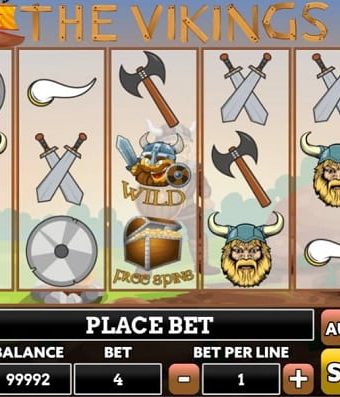 THE VIKINGS
WILD
FREE SPINS
PLACE BET
BALANCE
BET
BET PER LINE
99992
4
-
1
+